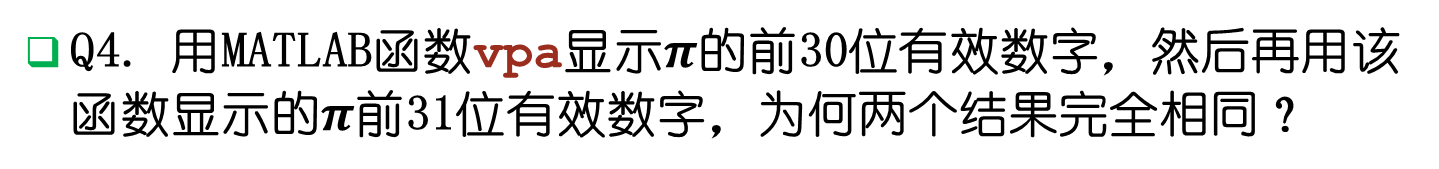 Q4. 用MATLAB函数vpa显示π的前30位有效数字，然后再用该
函数显示的π前31位有效数字，为何两个结果完全相同？